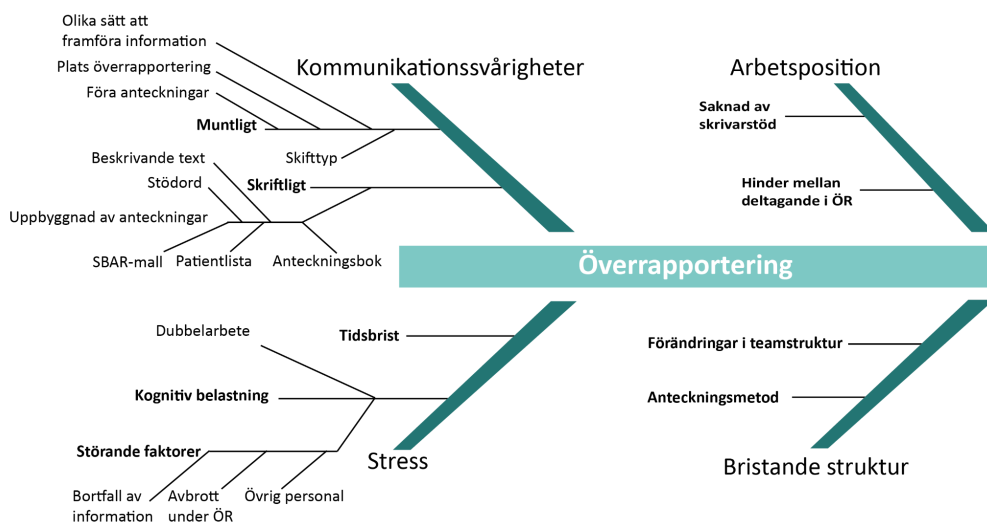 Olika sätt att
framföra information
Plats överrapportering
Föra anteckningar
Muntligt
Skifttyp
Kommunikationssvårigheter
Beskrivande text
Stödord
Skriftligt
Uppbyggnad av anteckningar
SBAR-mall
Patientlista
Anteckningsbok
Arbetsposition
Saknad av
skrivarstöd
Hinder mellan
deltagande i ÖR
Överrapportering
Dubbelarbete
Tidsbrist
Kognitiv belastning
Störande faktorer
Bortfall av
information
Avbrott
under ÖR
Övrig personal
Stress
Förändringar i teamstruktur
Anteckningsmetod
Bristande struktur